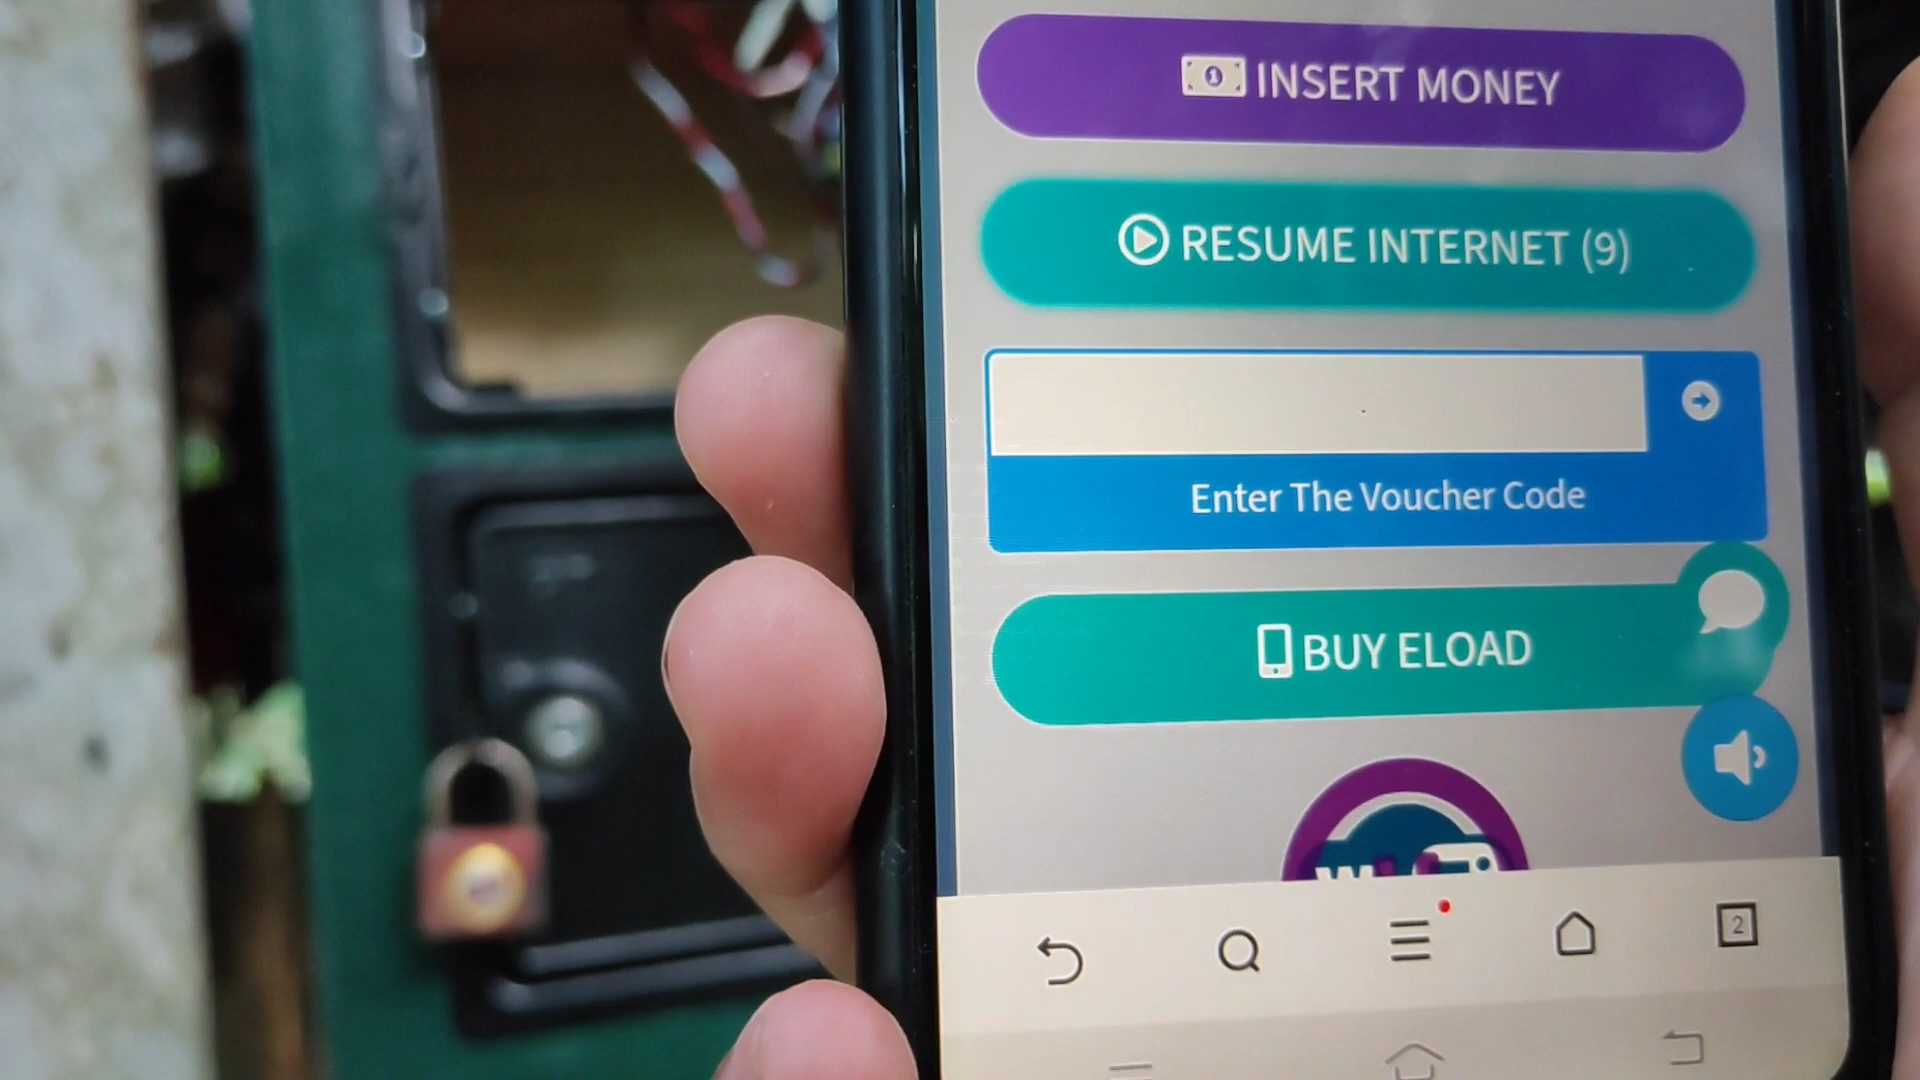 INSERT MONEY
RESUME INTERNET (9)
Enter The Voucher Code
BUY ELOAD
2